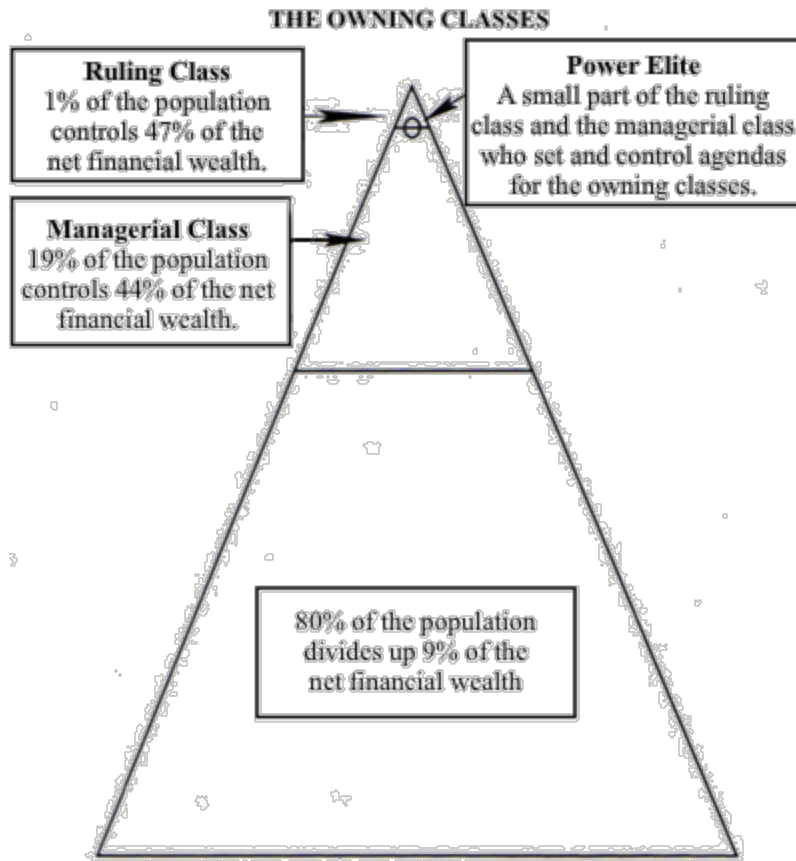 THE OWNING CLASSES
Ruling Class
1% of the population
controls 47% of the
net financial wealth.
Power Elite
A small part of the ruling
class and the managerial class
who set and control agendas
for the owning classes.
Managerial Class
19% of the population
controls 44% of the net
financial wealth.
80% of the population
divides up 9% of the
net financial wealth